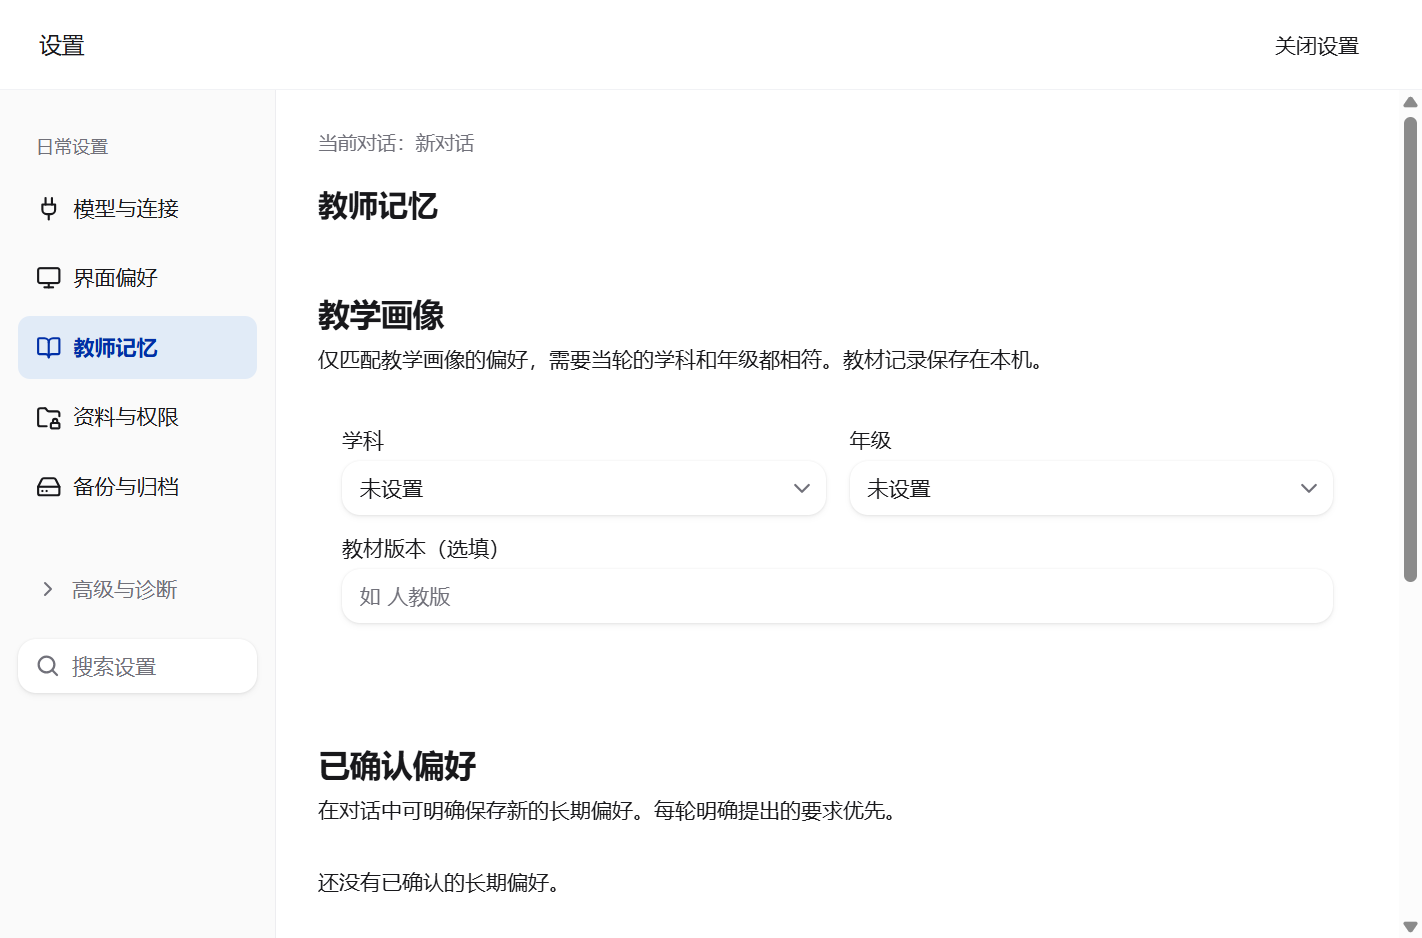 设置
关闭设置
日常设置
模型与连接
界面偏好
教师记忆
资料与权限
备份与归档
高级与诊断
搜索设置
当前对话：新对话
教师记忆
教学画像
仅匹配教学画像的偏好，需要当轮的学科和年级都相符。教材记录保存在本机。
学科
年级
未设置
未设置
教材版本（选填）
如 人教版
已确认偏好
在对话中可明确保存新的长期偏好。每轮明确提出的要求优先。
还没有已确认的长期偏好。